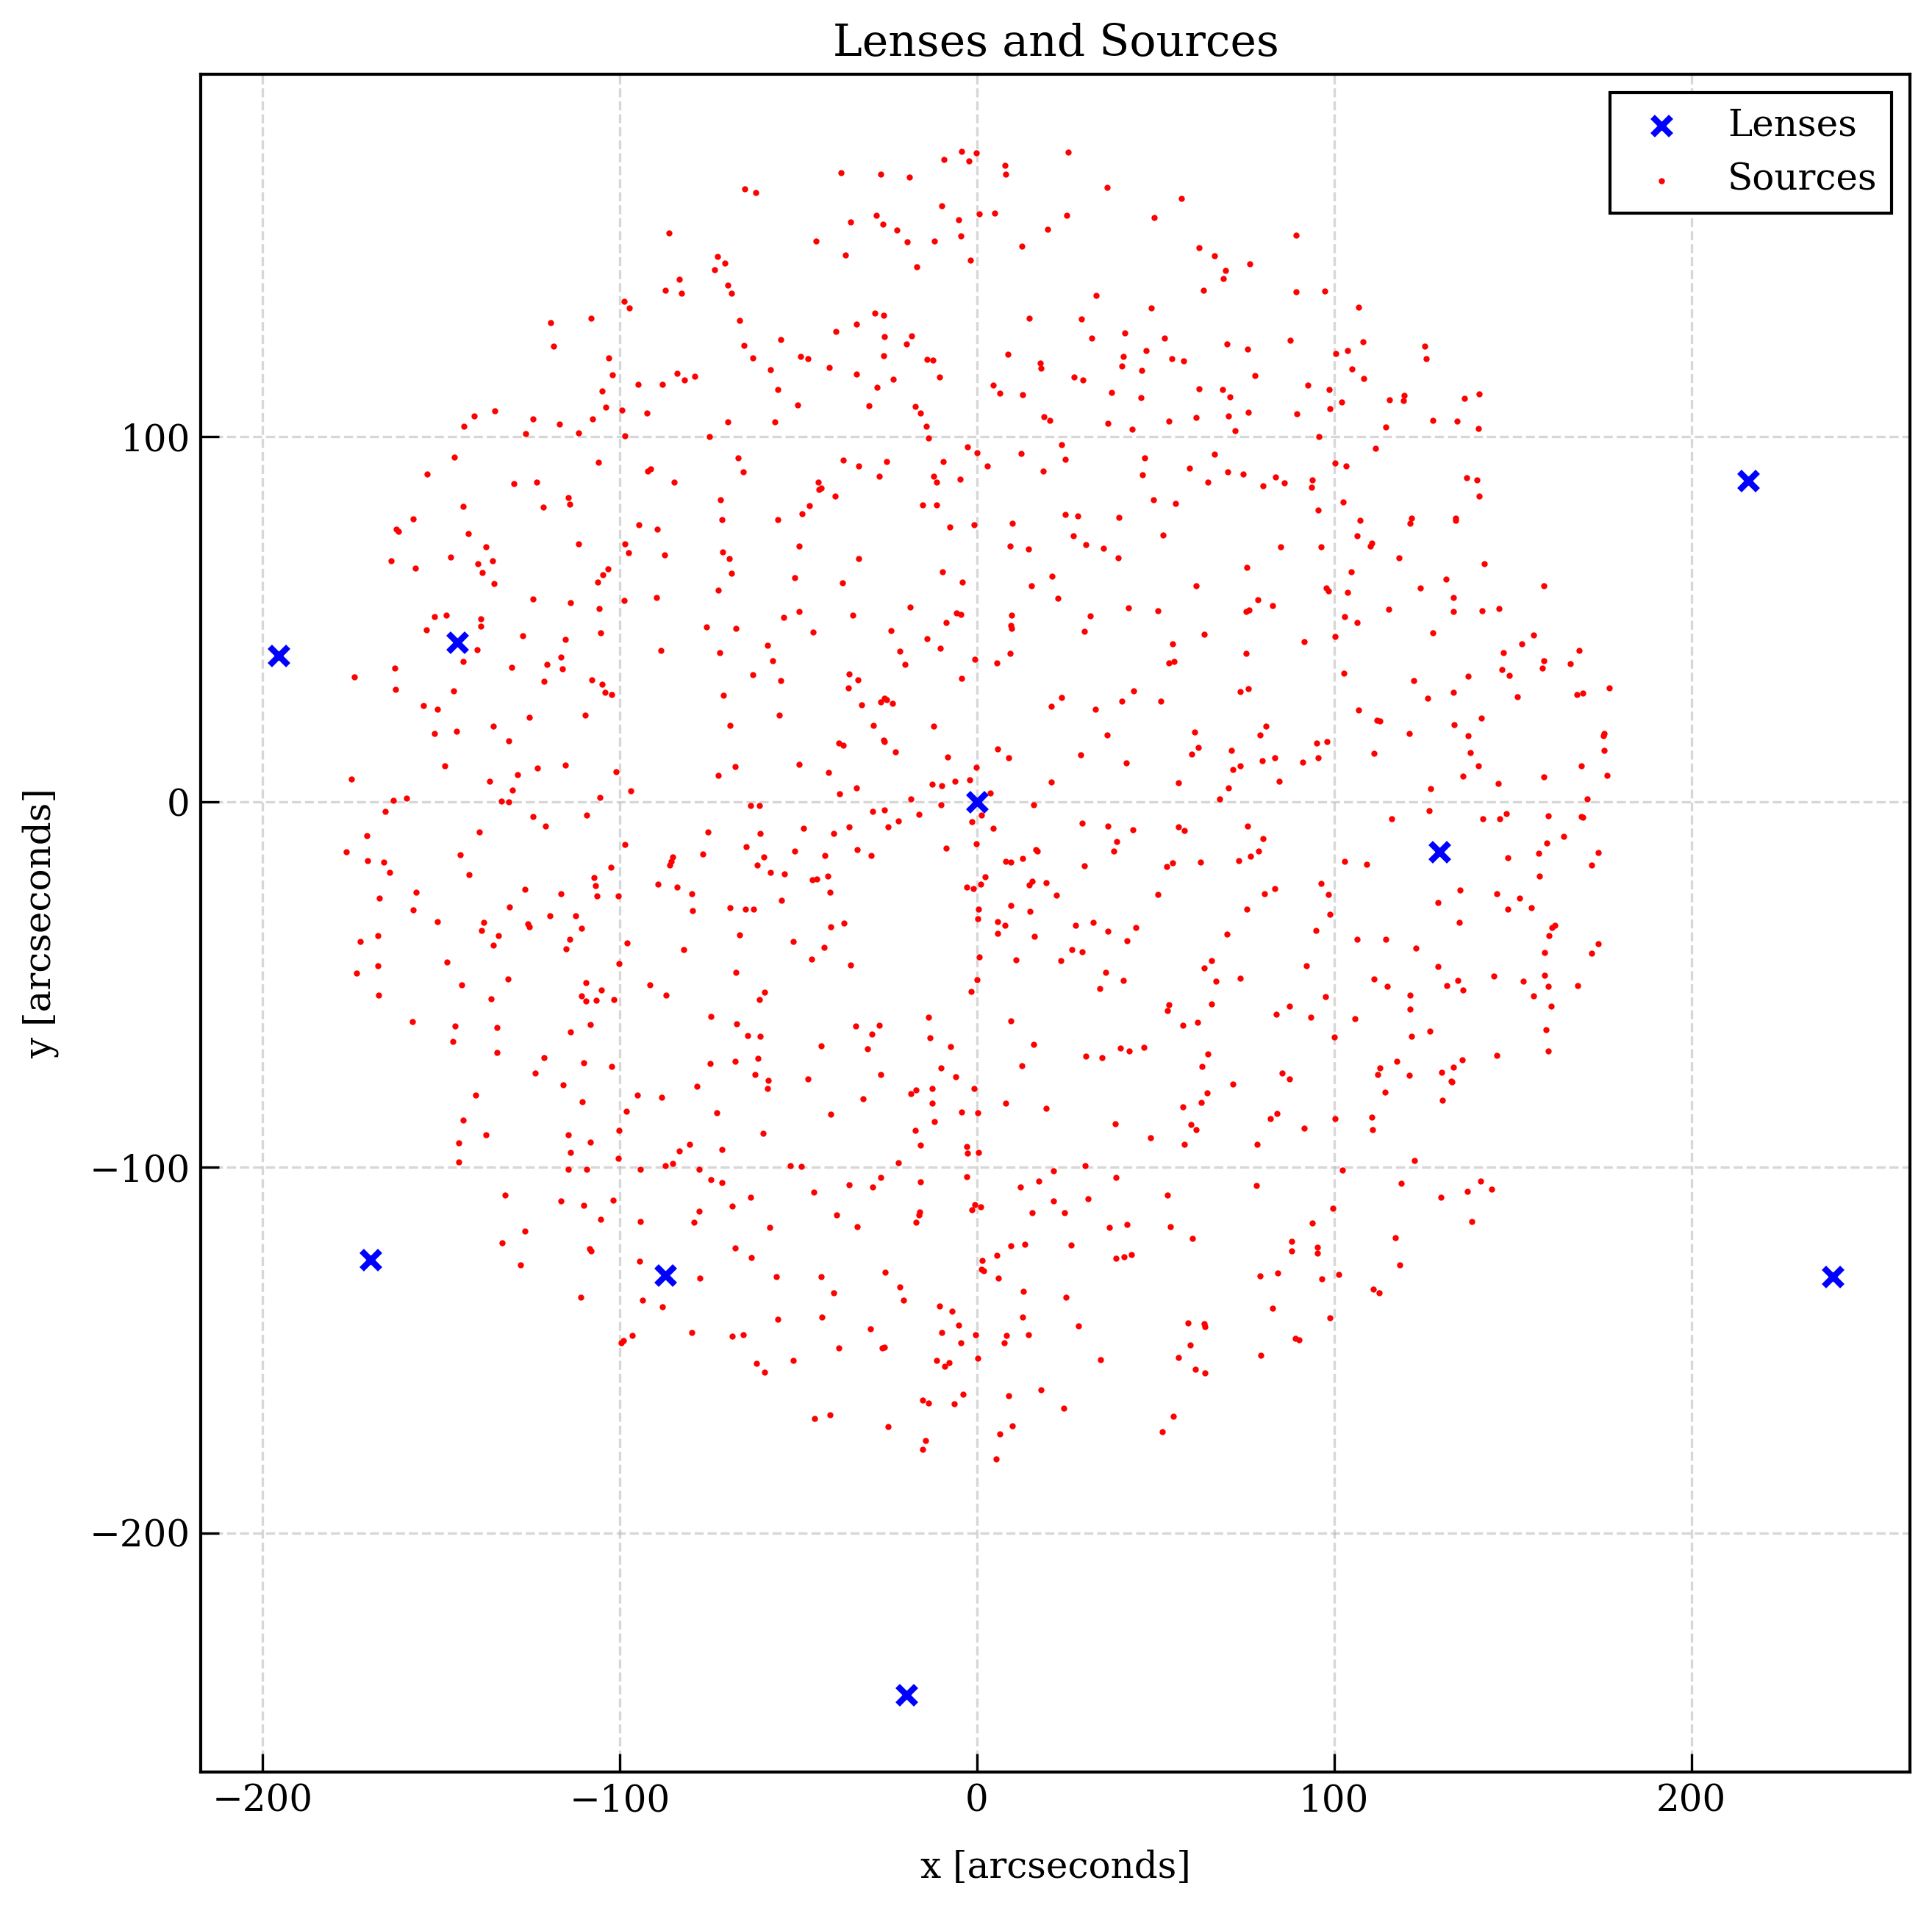 Lenses and Sources
Lenses
Sources
100
0
−100
−200
y [arcseconds]
−200 −100 0 100 200
x [arcseconds]